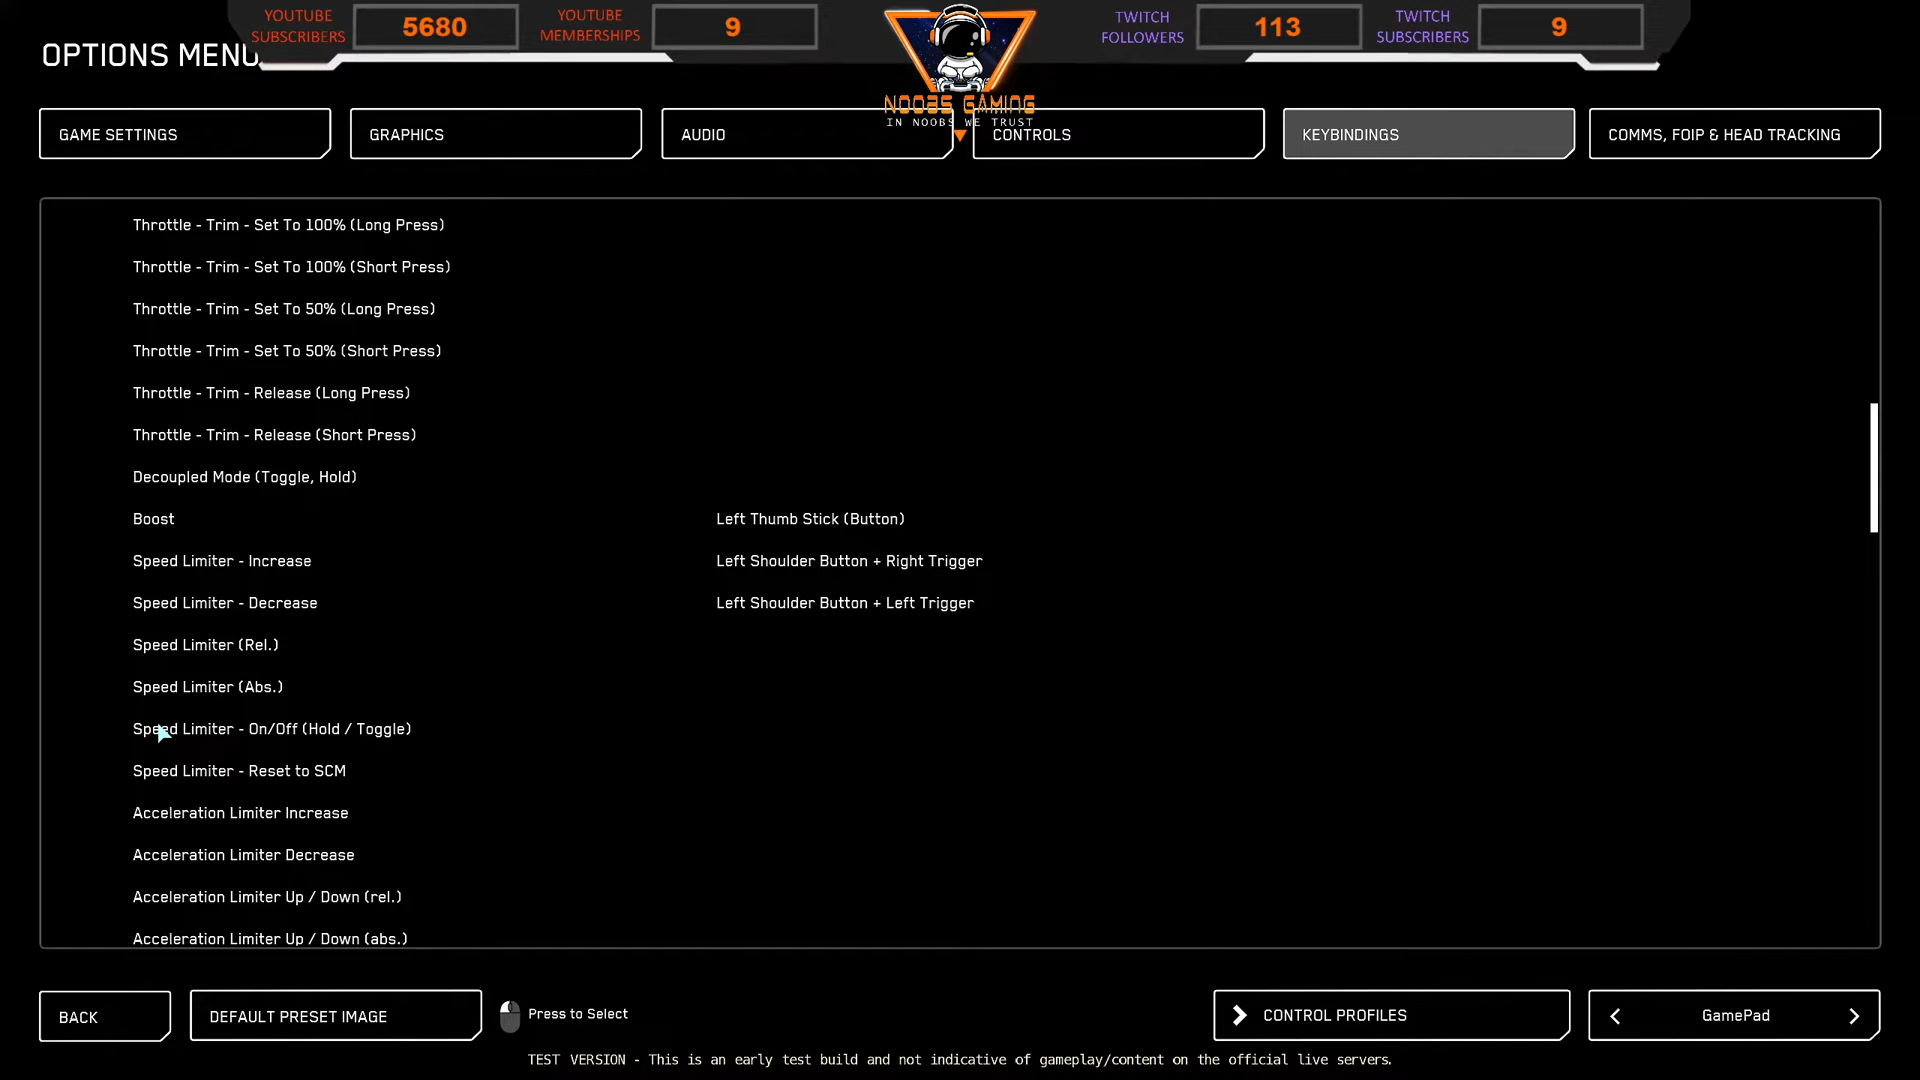 YOUTUBE SUBSCRIBERS 5680
YOUTUBE MEMBERSHIPS 9
TWITCH FOLLOWERS 113
TWITCH SUBSCRIBERS 9
OPTIONS MENU
NOOBS GAMING
IN NOOBS WE TRUST
GAME SETTINGS
GRAPHICS
AUDIO
CONTROLS
KEYBINDINGS
COMMS, FOIP & HEAD TRACKING
Throttle - Trim - Set To 100% (Long Press)
Throttle - Trim - Set To 100% (Short Press)
Throttle - Trim - Set To 50% (Long Press)
Throttle - Trim - Set To 50% (Short Press)
Throttle - Trim - Release (Long Press)
Throttle - Trim - Release (Short Press)
Decoupled Mode (Toggle, Hold)
Boost Left Thumb Stick (Button)
Speed Limiter - Increase Left Shoulder Button + Right Trigger
Speed Limiter - Decrease Left Shoulder Button + Left Trigger
Speed Limiter (Rel.)
Speed Limiter (Abs.)
Speed Limiter - On/Off (Hold / Toggle)
Speed Limiter - Reset to SCM
Acceleration Limiter Increase
Acceleration Limiter Decrease
Acceleration Limiter Up / Down (rel.)
Acceleration Limiter Up / Down (abs.)
BACK
DEFAULT PRESET IMAGE
Press to Select
CONTROL PROFILES
GamePad
TEST VERSION - This is an early test build and not indicative of gameplay/content on the official live servers.